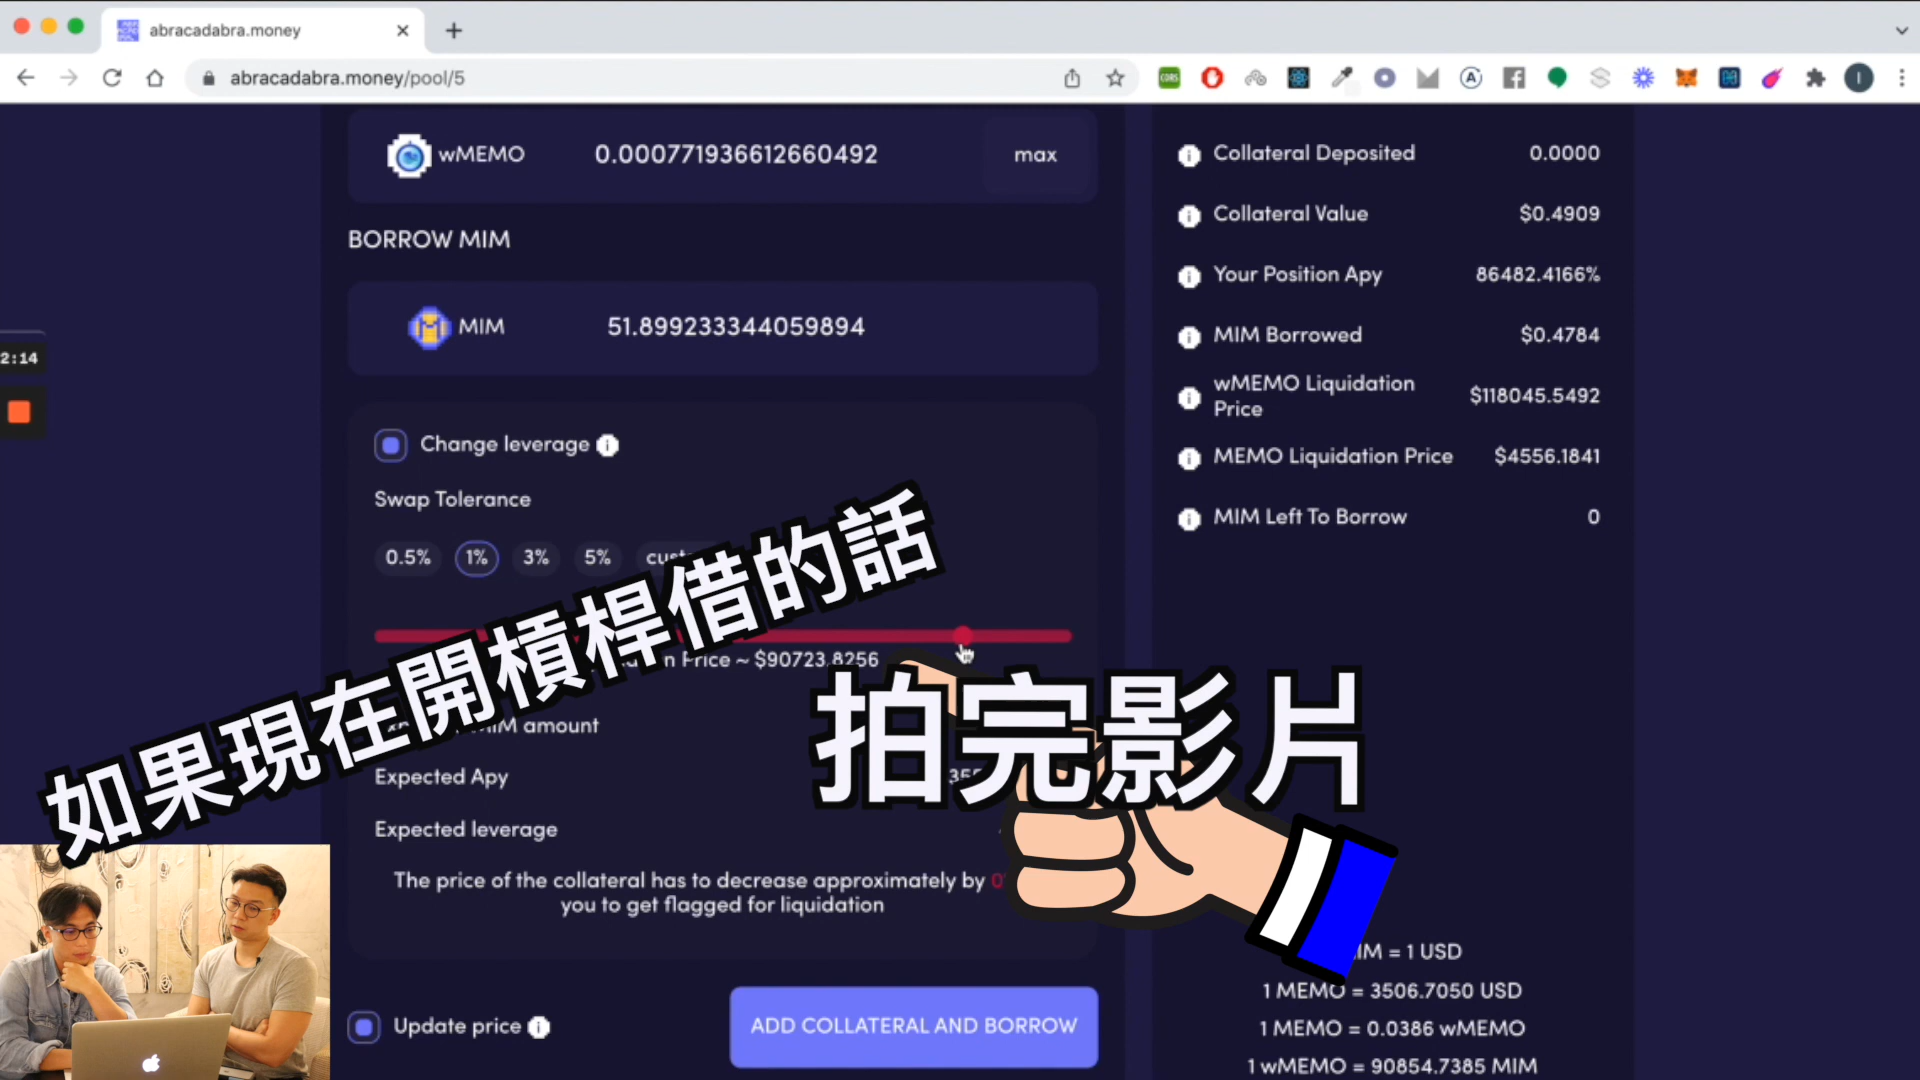 abracadabra.money
abracadabra.money/pool/5
wMEMO 0.000771936612660492 max
BORROW MIM
MIM 51.899233344059894
2:14
Change leverage
Swap Tolerance
0.5% 1% 3% 5%
Price ~ $90723.8256
amount
Expected Apy
Expected leverage
The price of the collateral has to decrease approximately by
you to get flagged for liquidation
Update price
ADD COLLATERAL AND BORROW
Collateral Deposited 0.0000
Collateral Value $0.4909
Your Position Apy 86482.4166%
MIM Borrowed $0.4784
wMEMO Liquidation
Price $118045.5492
MEMO Liquidation Price $4556.1841
MIM Left To Borrow 0
= 1 USD
1 MEMO = 3506.7050 USD
1 MEMO = 0.0386 wMEMO
1 wMEMO = 90854.7385 MIM
如果現在開槓桿借的話
拍完影片